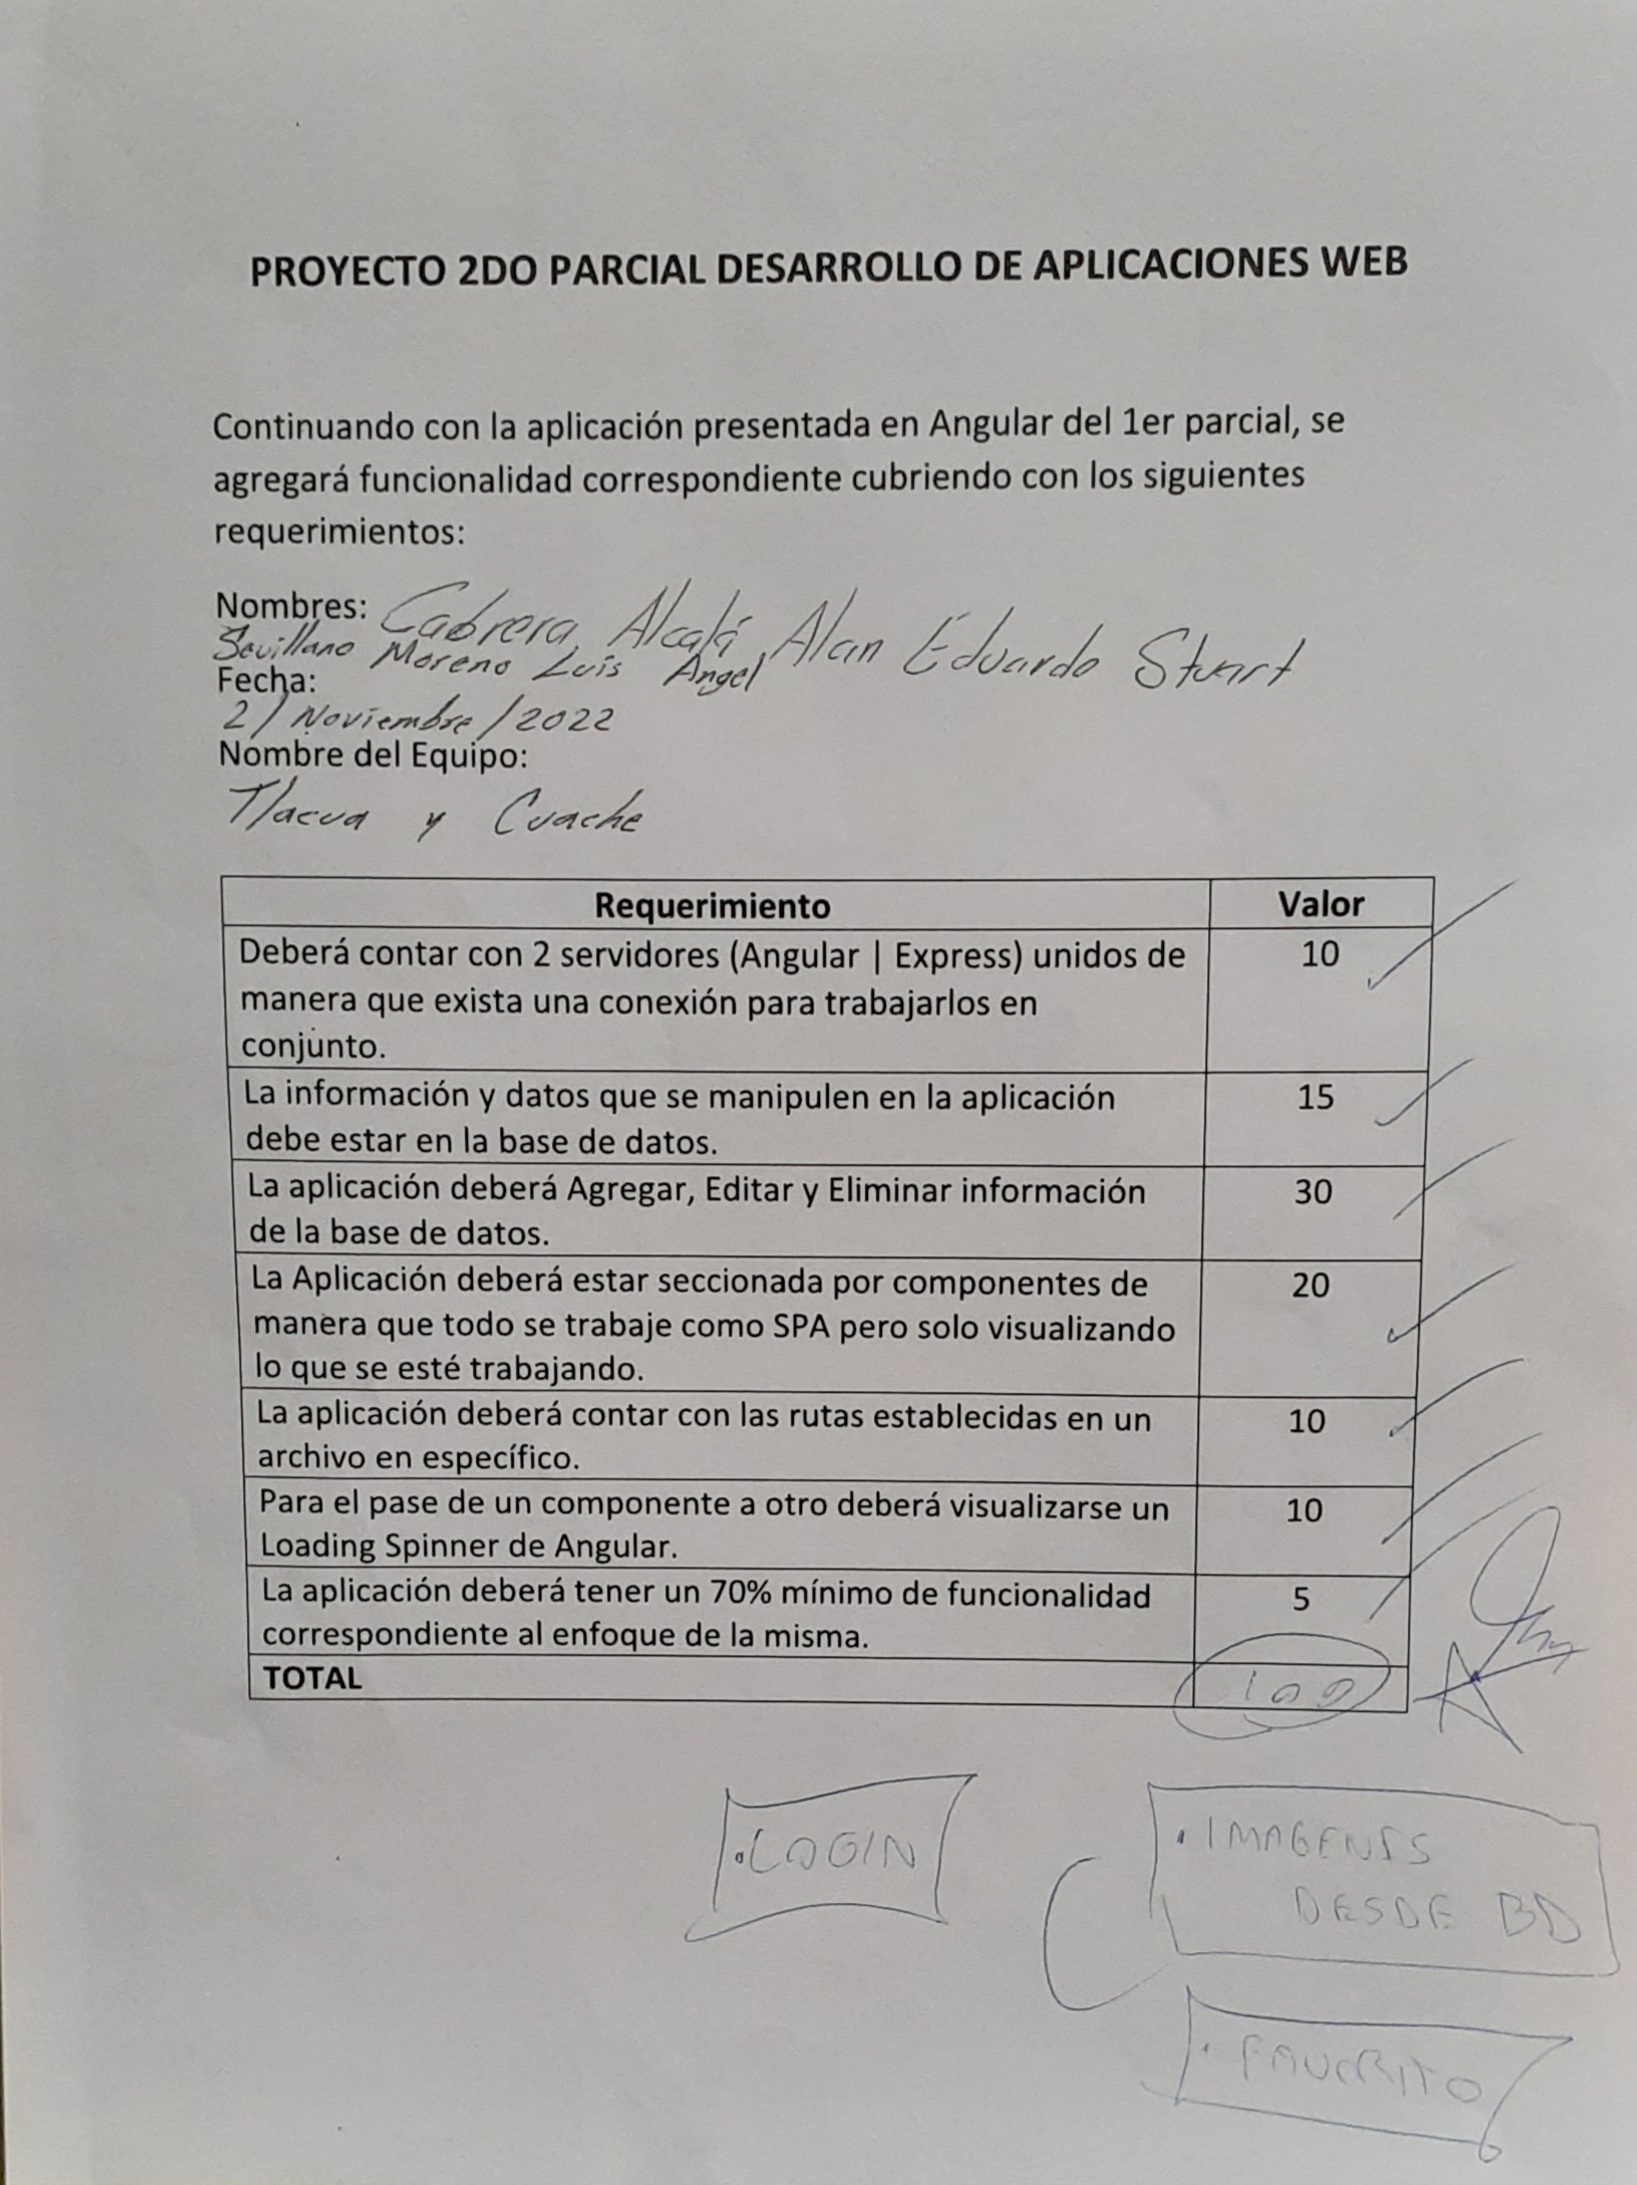 PROYECTO 2DO PARCIAL DESARROLLO DE APLICACIONES WEB
Continuando con la aplicación presentada en Angular del 1er parcial, se
agregará funcionalidad correspondiente cubriendo con los siguientes
requerimientos:
Nombres: Cabrera Alcalá Alan Eduardo Stuart
Sevillano Moreno Luis Angel
Fecha:
2/Noviembre/2022
Nombre del Equipo:
Tlacua y Cuache
Requerimiento Valor
Deberá contar con 2 servidores (Angular | Express) unidos de 10
manera que exista una conexión para trabajarlos en
conjunto.
La información y datos que se manipulen en la aplicación 15
debe estar en la base de datos.
La aplicación deberá Agregar, Editar y Eliminar información 30
de la base de datos.
La Aplicación deberá estar seccionada por componentes de 20
manera que todo se trabaje como SPA pero solo visualizando
lo que se esté trabajando.
La aplicación deberá contar con las rutas establecidas en un 10
archivo en específico.
Para el pase de un componente a otro deberá visualizarse un 10
Loading Spinner de Angular.
La aplicación deberá tener un 70% mínimo de funcionalidad 5
correspondiente al enfoque de la misma.
TOTAL 100
• LOGIN
• IMAGENES
DESDE BD
• FAVORITO